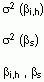 σ² (βi,h)
σ² (βs)
βi,h , βs